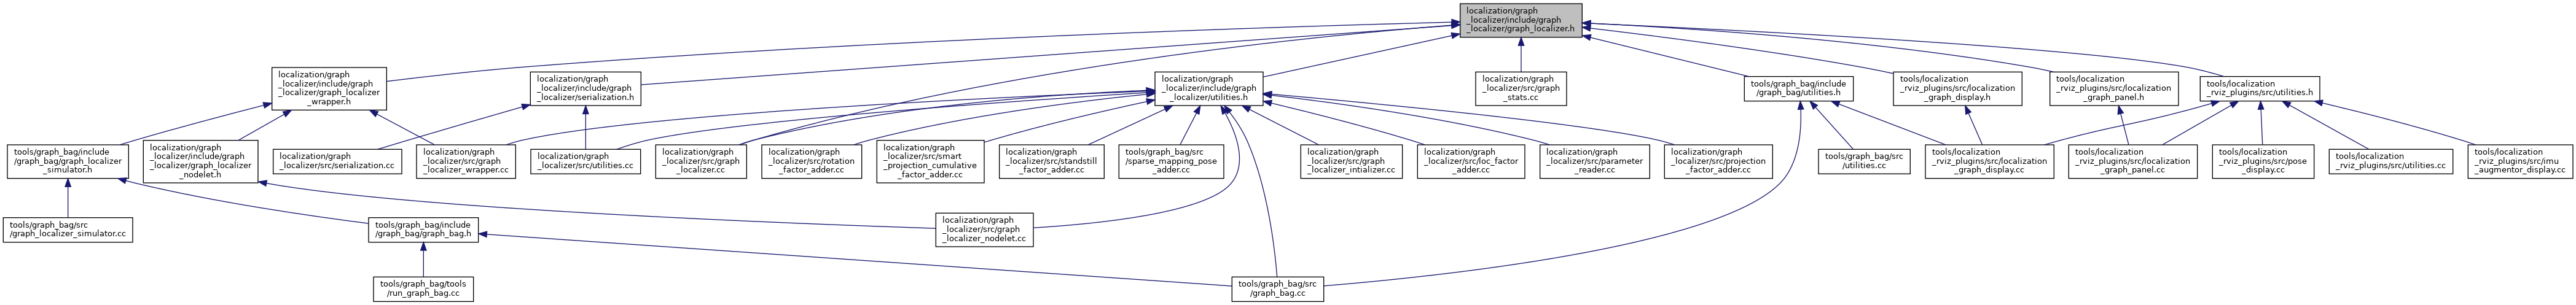 localization/graph
_localizer/include/graph
_localizer/graph_localizer.h
localization/graph
_localizer/include/graph
_localizer/graph_localizer
_wrapper.h
localization/graph
_localizer/include/graph
_localizer/serialization.h
localization/graph
_localizer/include/graph
_localizer/utilities.h
localization/graph
_localizer/src/graph
_stats.cc
tools/graph_bag/include
/graph_bag/utilities.h
tools/localization
_rviz_plugins/src/localization
_graph_display.h
tools/localization
_rviz_plugins/src/localization
_graph_panel.h
tools/localization
_rviz_plugins/src/utilities.h
tools/graph_bag/include
/graph_bag/graph_localizer
_simulator.h
localization/graph
_localizer/include/graph
_localizer/graph_localizer
_nodelet.h
localization/graph
_localizer/src/serialization.cc
localization/graph
_localizer/src/graph
_localizer_wrapper.cc
localization/graph
_localizer/src/utilities.cc
localization/graph
_localizer/src/graph
_localizer.cc
localization/graph
_localizer/src/rotation
_factor_adder.cc
localization/graph
_localizer/src/smart
_projection_cumulative
_factor_adder.cc
localization/graph
_localizer/src/standstill
_factor_adder.cc
tools/graph_bag/src
/sparse_mapping_pose
_adder.cc
localization/graph
_localizer/src/graph
_localizer_intializer.cc
localization/graph
_localizer/src/loc_factor
_adder.cc
localization/graph
_localizer/src/parameter
_reader.cc
localization/graph
_localizer/src/projection
_factor_adder.cc
tools/graph_bag/src
/utilities.cc
tools/localization
_rviz_plugins/src/localization
_graph_display.cc
tools/localization
_rviz_plugins/src/localization
_graph_panel.cc
tools/localization
_rviz_plugins/src/pose
_display.cc
tools/localization
_rviz_plugins/src/utilities.cc
tools/localization
_rviz_plugins/src/imu
_augmentor_display.cc
tools/graph_bag/src
/graph_localizer_simulator.cc
tools/graph_bag/include
/graph_bag/graph_bag.h
localization/graph
_localizer/src/graph
_localizer_nodelet.cc
tools/graph_bag/tools
/run_graph_bag.cc
tools/graph_bag/src
/graph_bag.cc